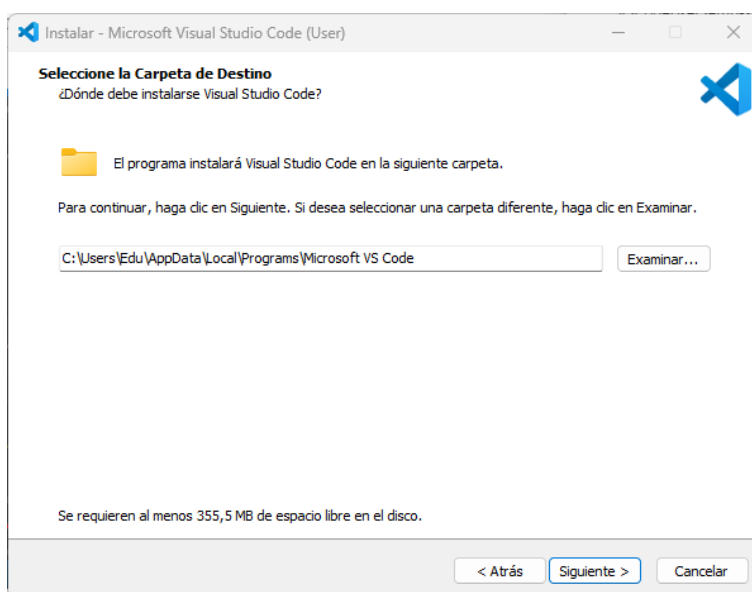 Instalar - Microsoft Visual Studio Code (User)
Seleccione la Carpeta de Destino
¿Dónde debe instalarse Visual Studio Code?
El programa instalará Visual Studio Code en la siguiente carpeta.
Para continuar, haga clic en Siguiente. Si desea seleccionar una carpeta diferente, haga clic en Examinar.
C:\Users\Edu\AppData\Local\Programs\Microsoft VS Code
Examinar...
Se requieren al menos 355,5 MB de espacio libre en el disco.
< Atrás
Siguiente >
Cancelar